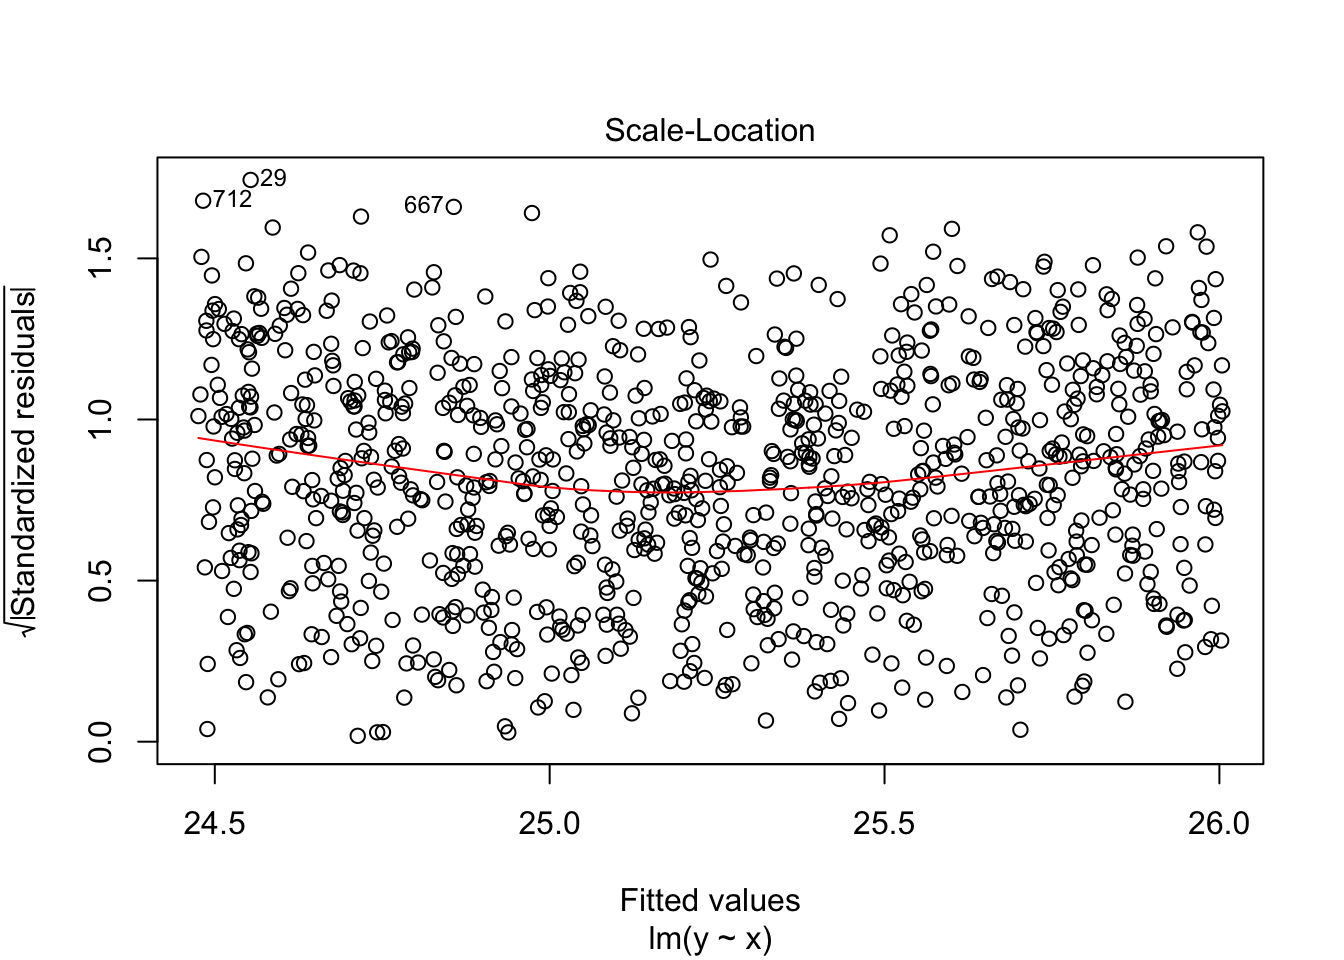 Scale-Location
29
712
667
√|Standardized residuals|
1.5
1.0
0.5
0.0
24.5 25.0 25.5 26.0
Fitted values
lm(y ~ x)